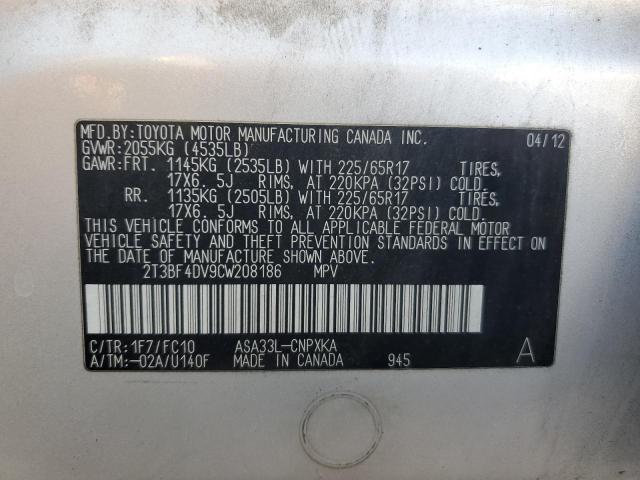 MFD.BY:TOYOTA MOTOR MANUFACTURING CANADA INC. 04/12
GVWR:2055KG (4535LB)
GAWR:FRT. 1145KG (2535LB) WITH 225/65R17 TIRES,
17X6. 5J RIMS, AT 220KPA (32PSI) COLD.
RR. 1135KG (2505LB) WITH 225/65R17 TIRES,
17X6. 5J RIMS, AT 220KPA (32PSI) COLD.
THIS VEHICLE CONFORMS TO ALL APPLICABLE FEDERAL MOTOR
VEHICLE SAFETY AND THEFT PREVENTION STANDARDS IN EFFECT ON
THE DATE OF MANUFACTURE SHOWN ABOVE.
2T3BF4DV9CW208186 MPV
C/TR:1F7/FC10 ASA33L-CNPXKA
A/TM:-02A/U140F MADE IN CANADA 945 A